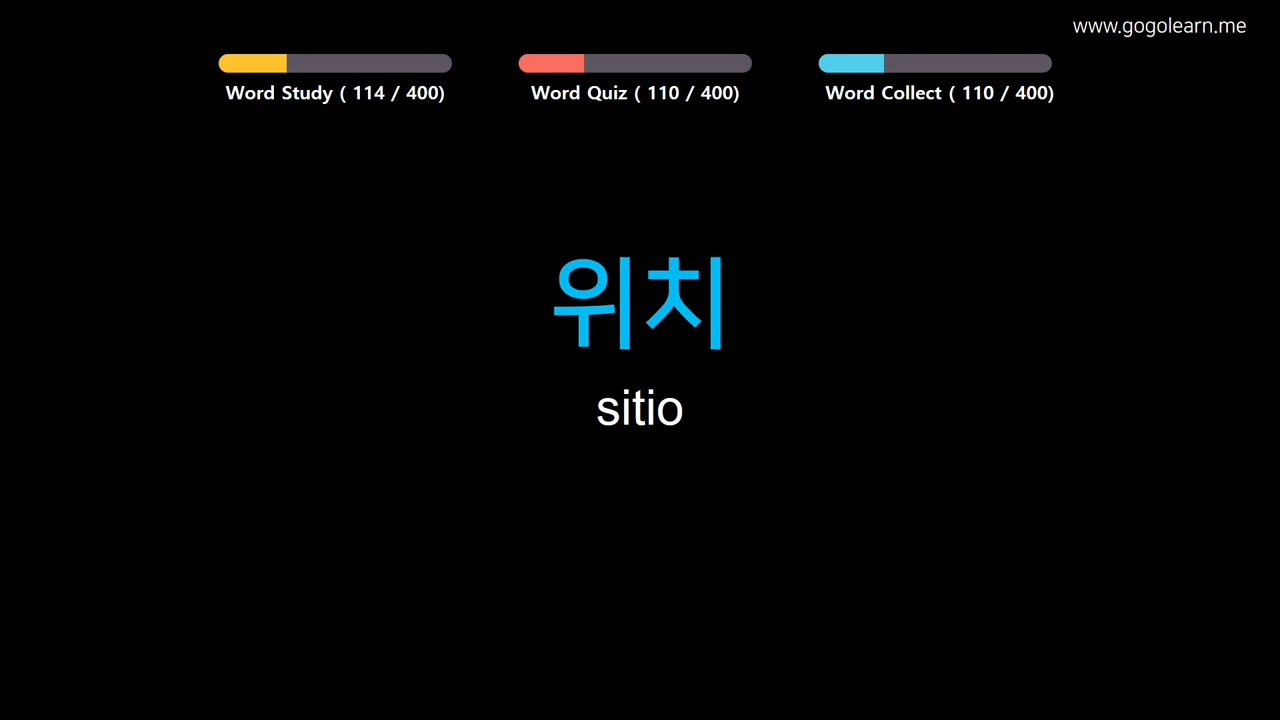 www.gogolearn.me
Word Study ( 114 / 400)
Word Quiz ( 110 / 400)
Word Collect ( 110 / 400)
위치
sitio